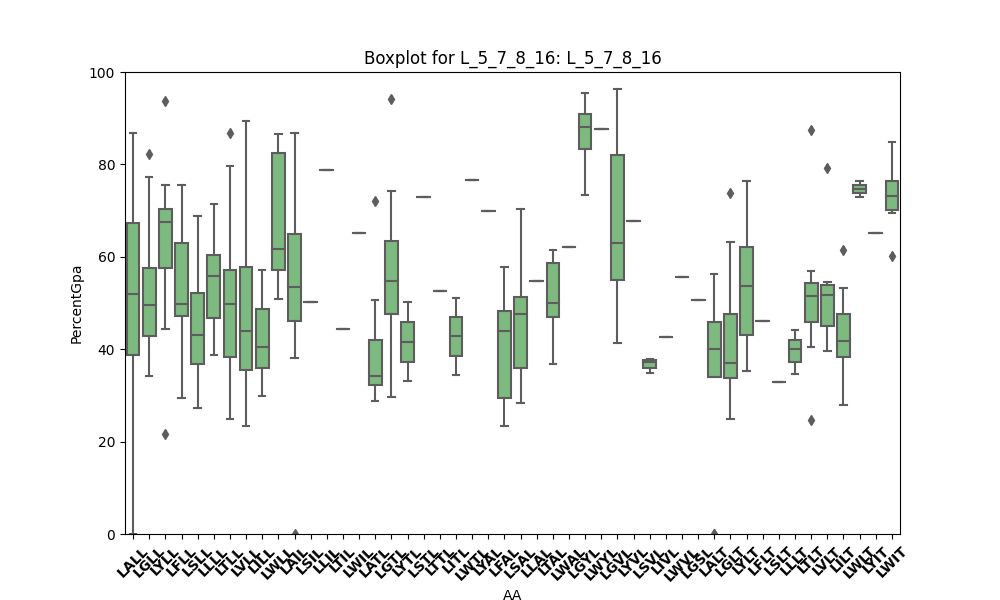 Boxplot for L_5_7_8_16: L_5_7_8_16
PercentGpa
100
80
60
40
20
0
LALL
LGLL
LYLL
LFLL
LSLL
LLLL
LTLL
LVLL
LILL
LWLL
LAIL
LSIL
LLIL
LTIL
LWIL
LATL
LGTL
LYTL
LSTL
LTTL
LITL
LWTL
LYAL
LFAL
LSAL
LLAL
LTAL
LWAL
LGYL
LWYL
LGVL
LYVL
LSVL
LIVL
LWVL
LGSL
LALT
LGLT
LYLT
LFLT
LSLT
LLLT
LTLT
LVLT
LILT
LWLT
LYIT
LWIT
AA